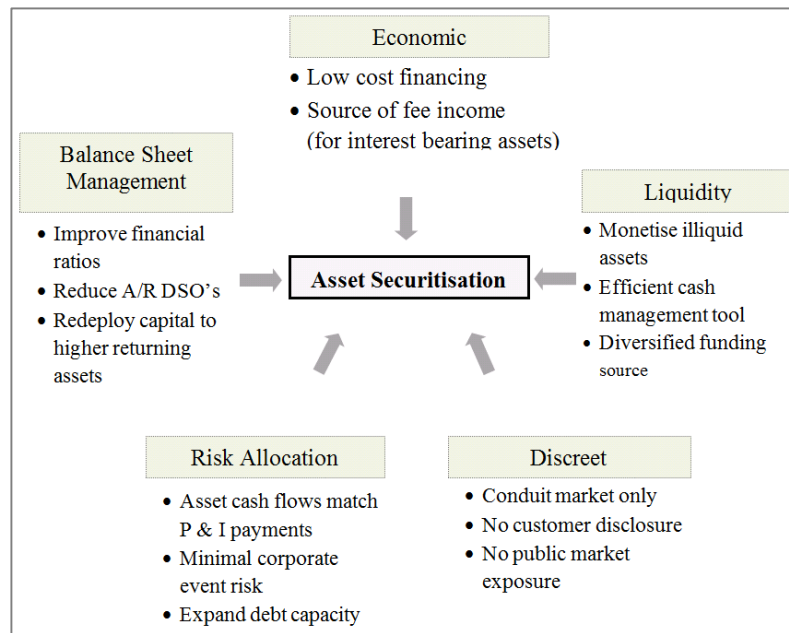 Economic
• Low cost financing
• Source of fee income
(for interest bearing assets)
Balance Sheet
Management
• Improve financial
ratios
• Reduce A/R DSO's
• Redeploy capital to
higher returning
assets
Asset Securitisation
Liquidity
• Monetise illiquid
assets
• Efficient cash
management tool
• Diversified funding
source
Risk Allocation
• Asset cash flows match
P & I payments
• Minimal corporate
event risk
• Expand debt capacity
Discreet
• Conduit market only
• No customer disclosure
• No public market
exposure